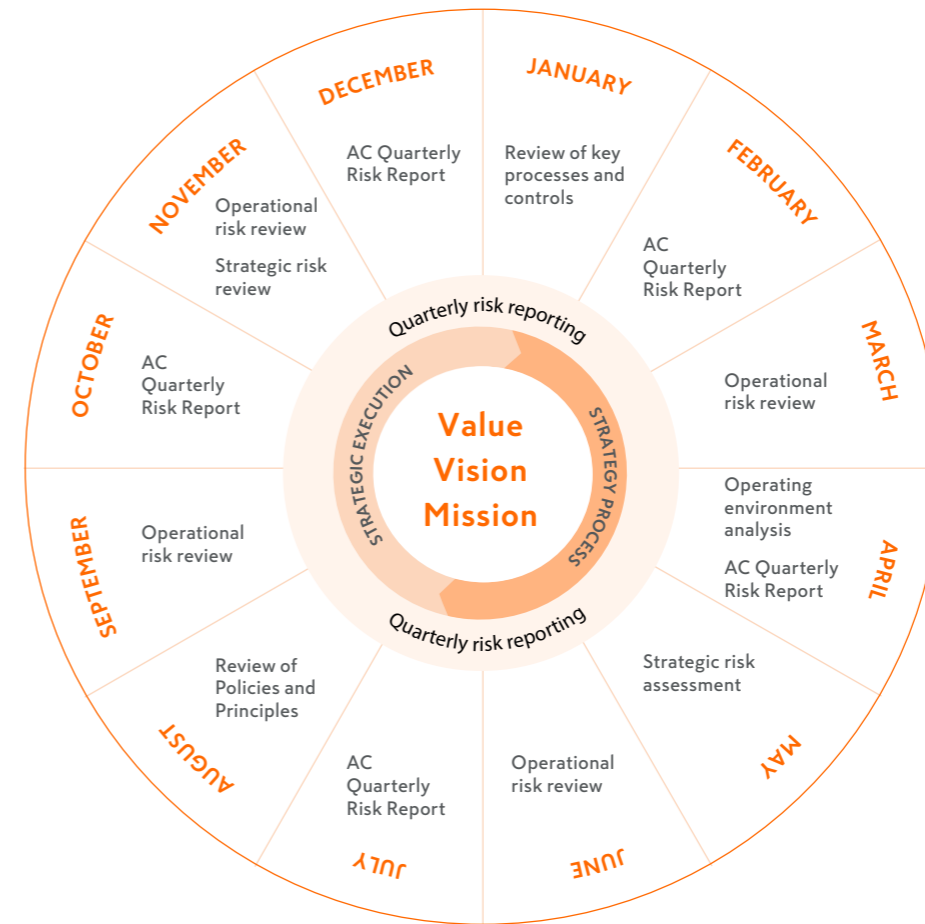 JANUARY
Review of key
processes and
controls
FEBRUARY
AC
Quarterly
Risk Report
MARCH
Operational
risk review
APRIL
Operating
environment
analysis
AC Quarterly
Risk Report
MAY
Strategic risk
assessment
JUNE
Operational
risk review
JULY
AC
Quarterly
Risk Report
AUGUST
Review of
Policies and
Principles
SEPTEMBER
Operational
risk review
OCTOBER
AC
Quarterly
Risk Report
NOVEMBER
Operational
risk review
Strategic risk
review
DECEMBER
AC Quarterly
Risk Report
Quarterly risk reporting
STRATEGIC EXECUTION
STRATEGY PROCESS
Value
Vision
Mission
Quarterly risk reporting